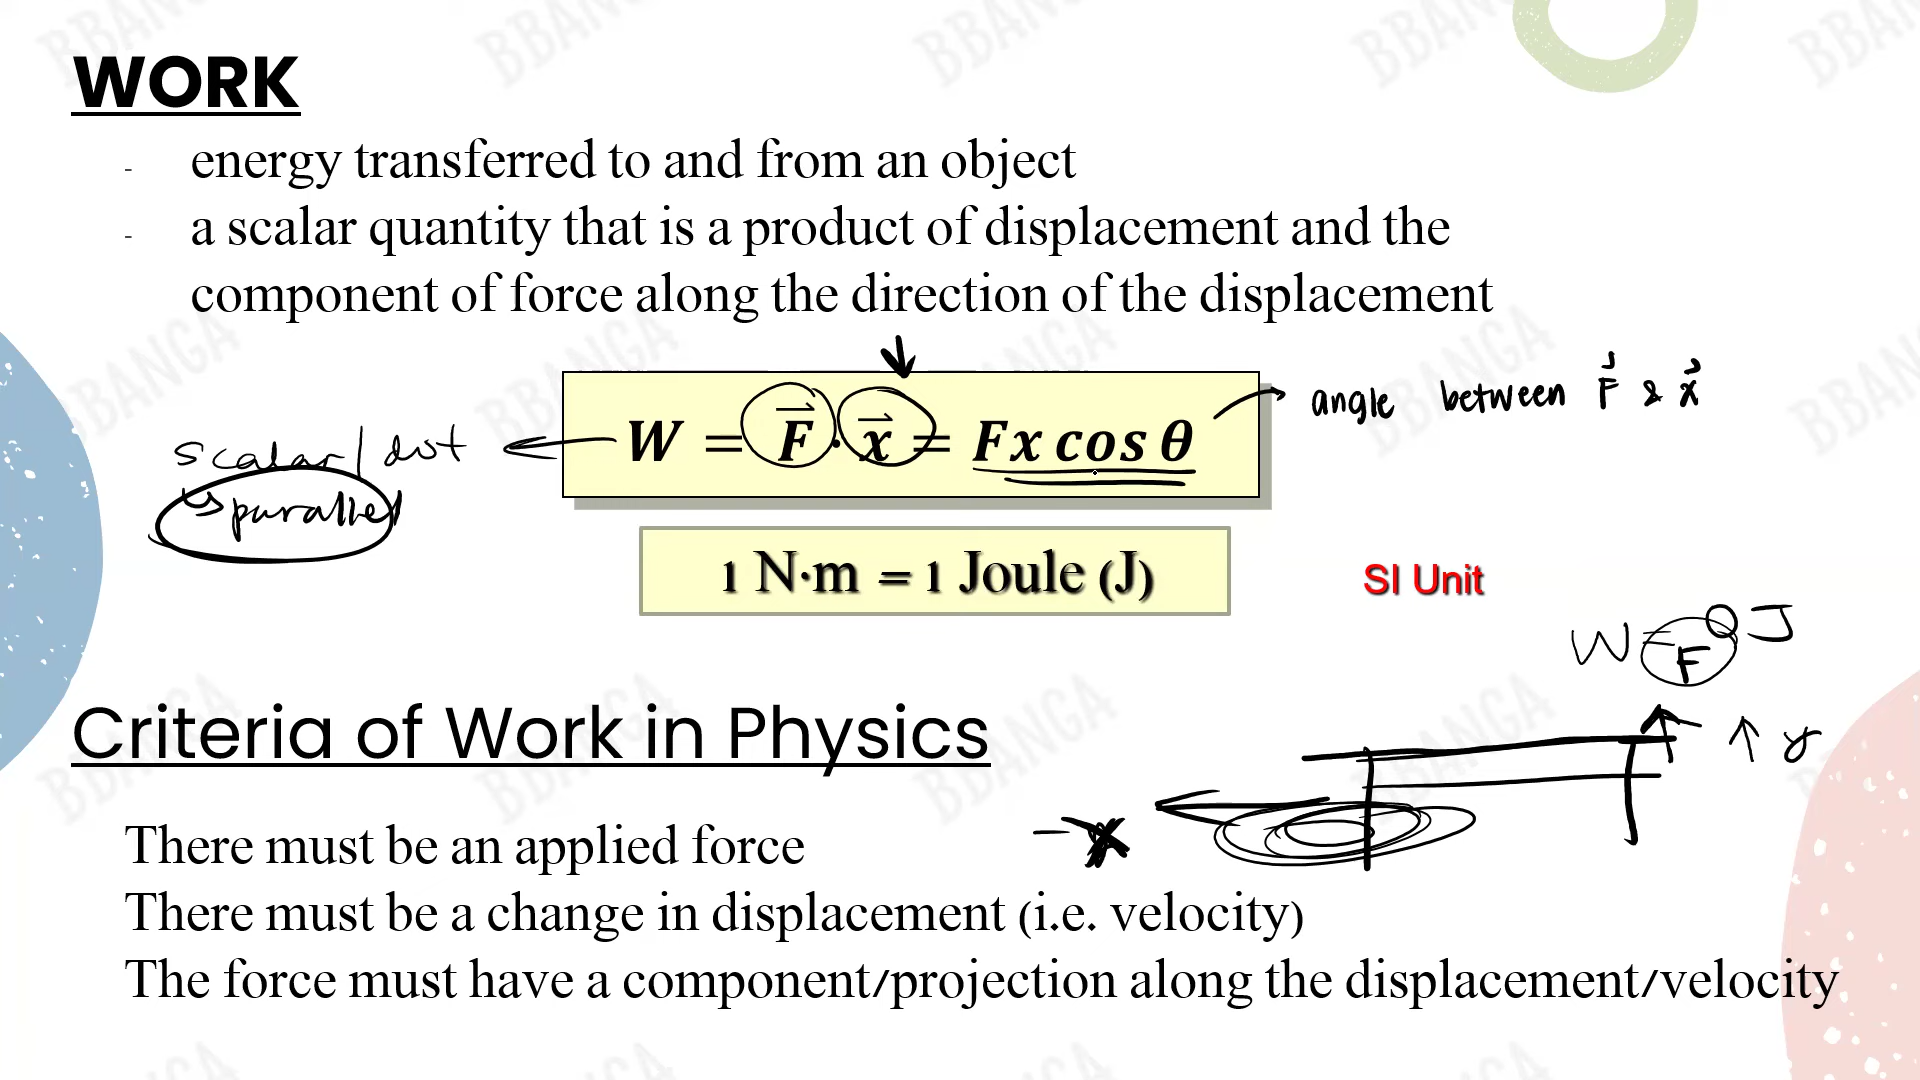 WORK
- energy transferred to and from an object
- a scalar quantity that is a product of displacement and the
component of force along the direction of the displacement
W = F⃗ · x⃗ = Fx cos θ
angle between F⃗ & x⃗
scalar/dot
↳ parallel
1 N·m = 1 Joule (J)
SI Unit
W = 0 J
F
Criteria of Work in Physics
↑ y
- x
There must be an applied force
There must be a change in displacement (i.e. velocity)
The force must have a component/projection along the displacement/velocity
BBANGA